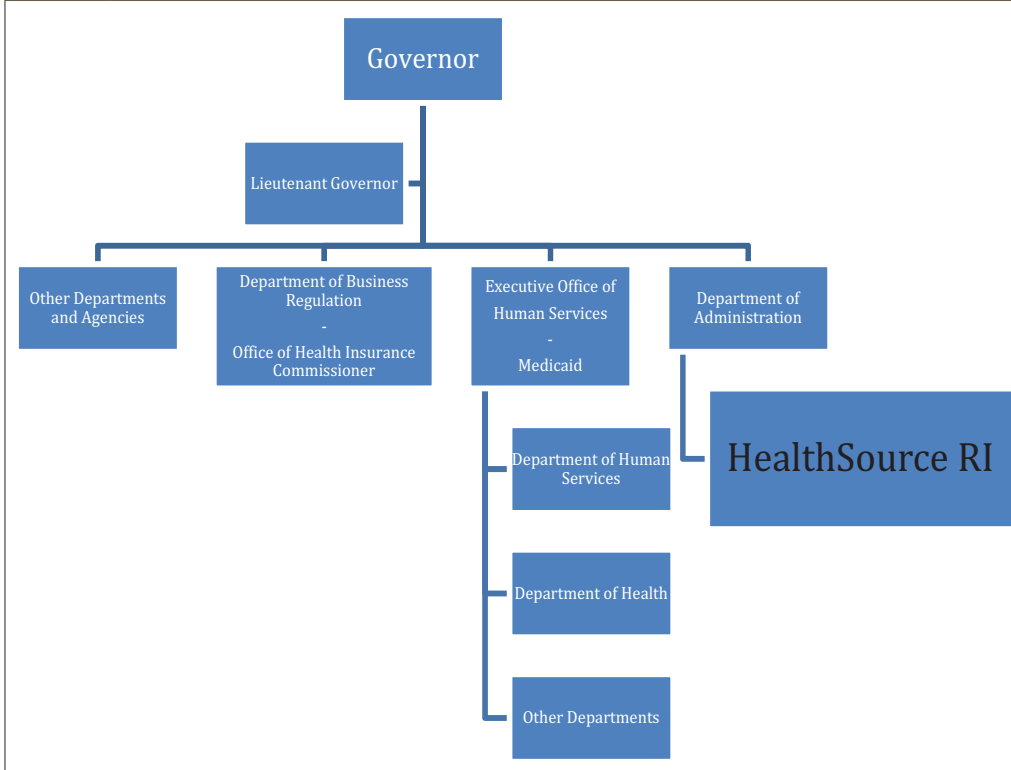 Governor
Lieutenant Governor
Other Departments
and Agencies
Department of Business
Regulation
-
Office of Health Insurance
Commissioner
Executive Office of
Human Services
-
Medicaid
Department of
Administration
HealthSource RI
Department of Human
Services
Department of Health
Other Departments